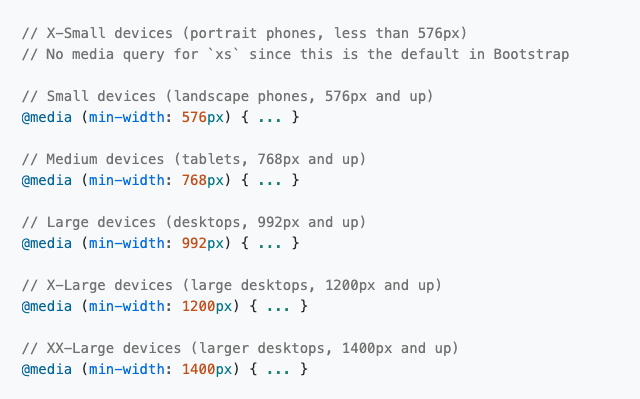 // X-Small devices (portrait phones, less than 576px)
// No media query for `xs` since this is the default in Bootstrap
// Small devices (landscape phones, 576px and up)
@media (min-width: 576px) { ... }
// Medium devices (tablets, 768px and up)
@media (min-width: 768px) { ... }
// Large devices (desktops, 992px and up)
@media (min-width: 992px) { ... }
// X-Large devices (large desktops, 1200px and up)
@media (min-width: 1200px) { ... }
// XX-Large devices (larger desktops, 1400px and up)
@media (min-width: 1400px) { ... }